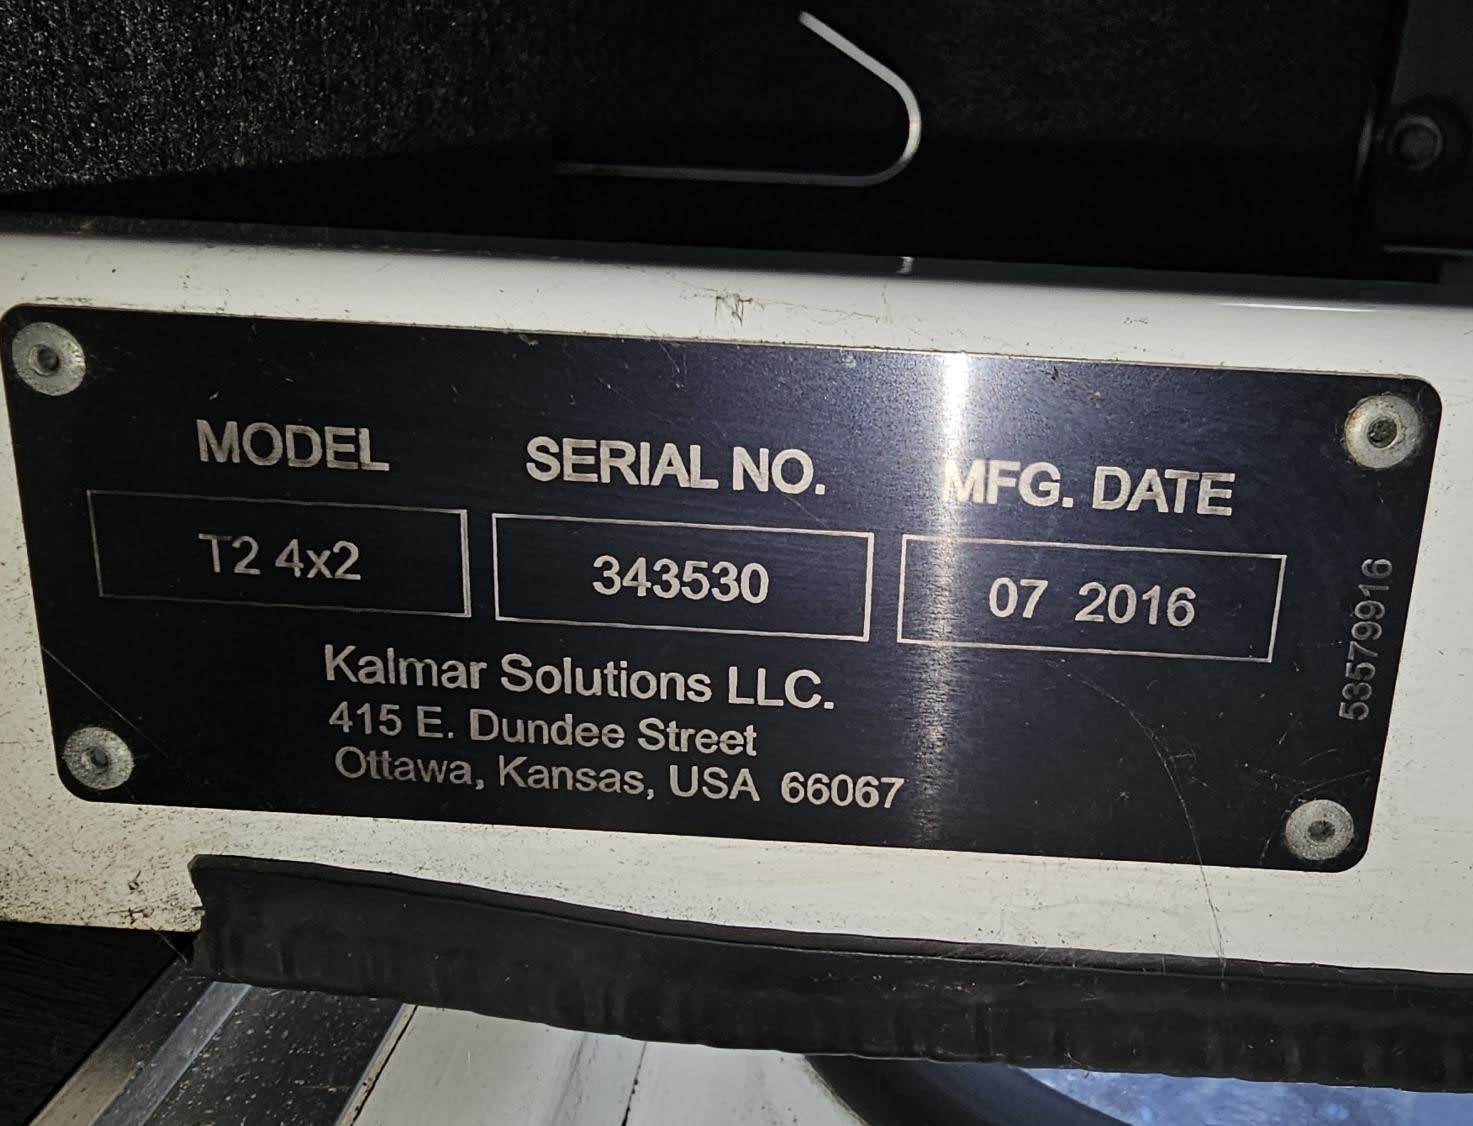 MODEL SERIAL NO. MFG. DATE
T2 4x2 343530 07 2016
Kalmar Solutions LLC.
415 E. Dundee Street
Ottawa, Kansas, USA 66067
53579916